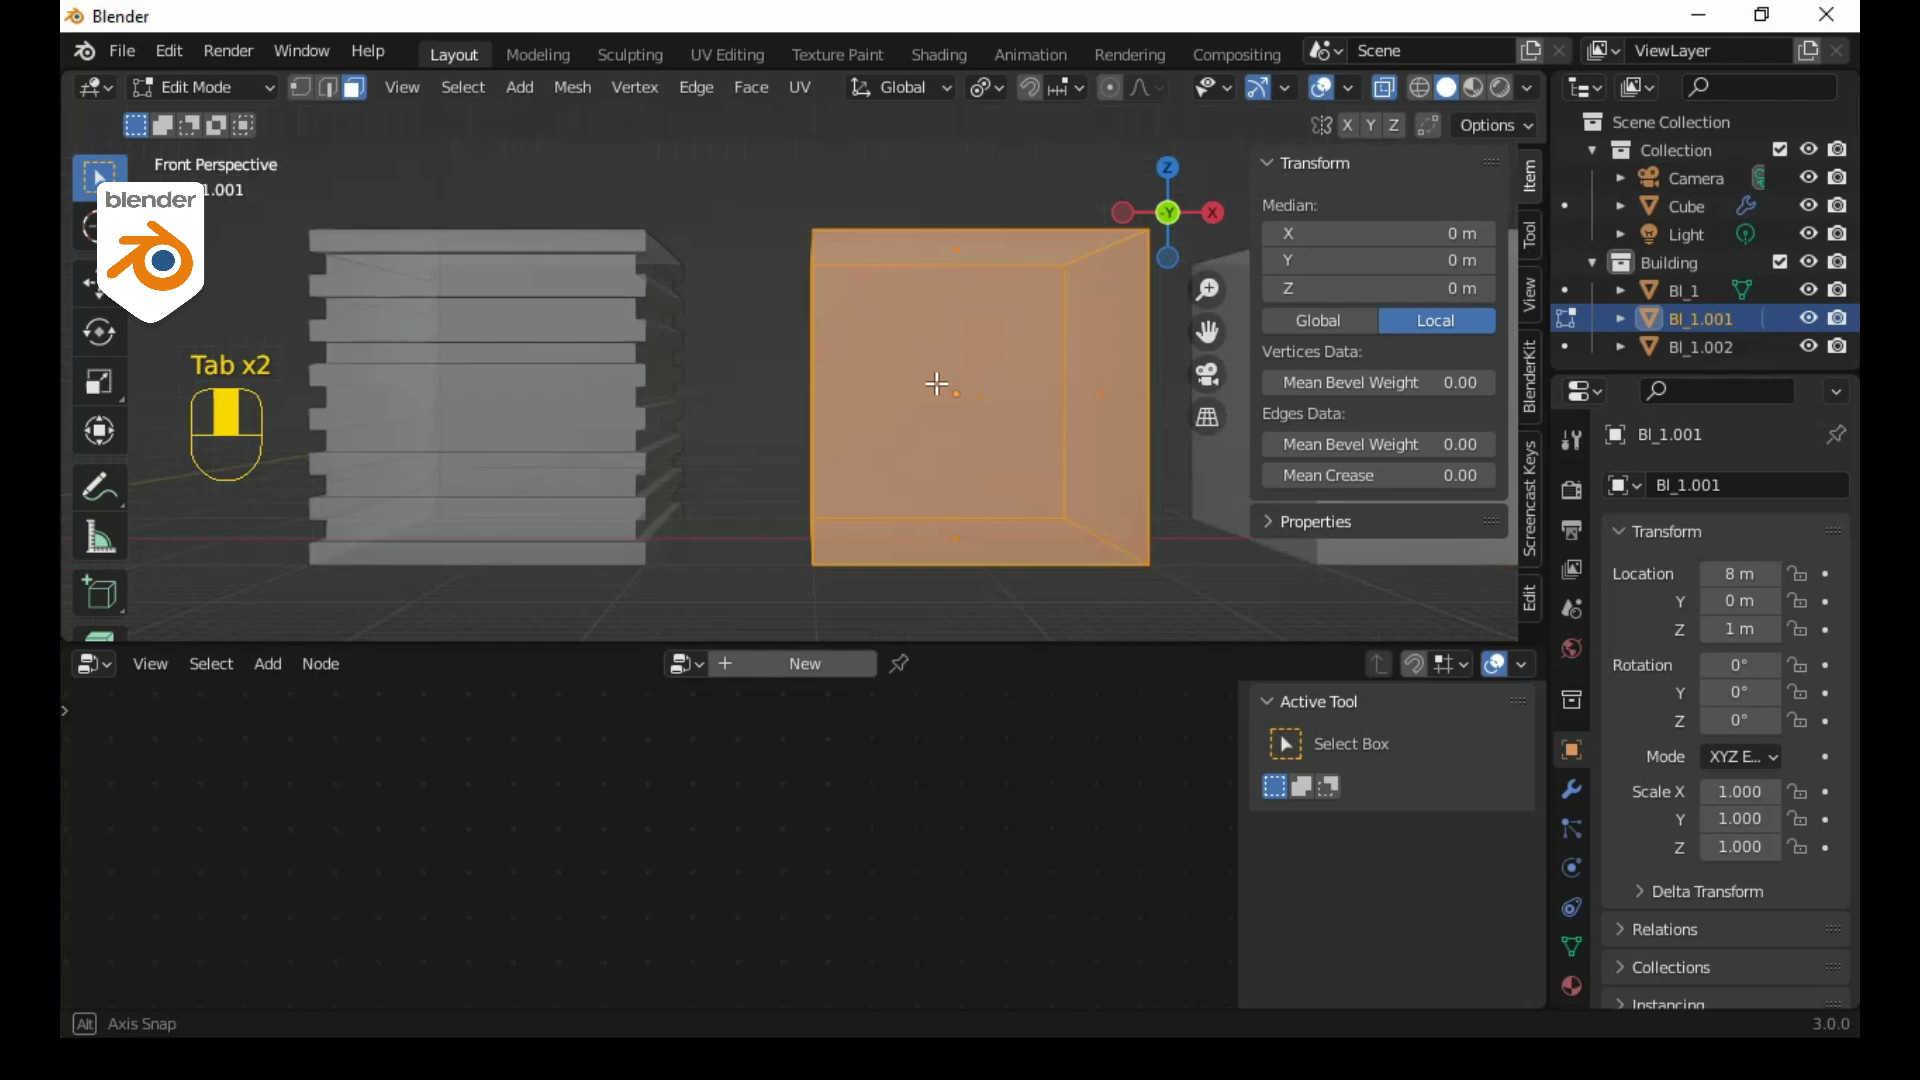 Blender
File Edit Render Window Help Layout Modeling Sculpting UV Editing Texture Paint Shading Animation Rendering Compositing Scene ViewLayer
Edit Mode View Select Add Mesh Vertex Edge Face UV Global
X Y Z Options
Front Perspective
1.001
blender
Tab x2
Z
-Y
X
Transform
Median:
X 0 m
Y 0 m
Z 0 m
Global Local
Vertices Data:
Mean Bevel Weight 0.00
Edges Data:
Mean Bevel Weight 0.00
Mean Crease 0.00
Properties
Item
Tool
View
BlenderKit
Screencast Keys
Edit
Scene Collection
Collection
Camera
Cube
Light
Building
Bl_1
Bl_1.001
Bl_1.002
Bl_1.001
Bl_1.001
Transform
Location 8 m
Y 0 m
Z 1 m
Rotation 0°
Y 0°
Z 0°
Mode XYZ E...
Scale X 1.000
Y 1.000
Z 1.000
Delta Transform
Relations
Collections
Instancing
View Select Add Node New
Active Tool
Select Box
Alt Axis Snap
3.0.0